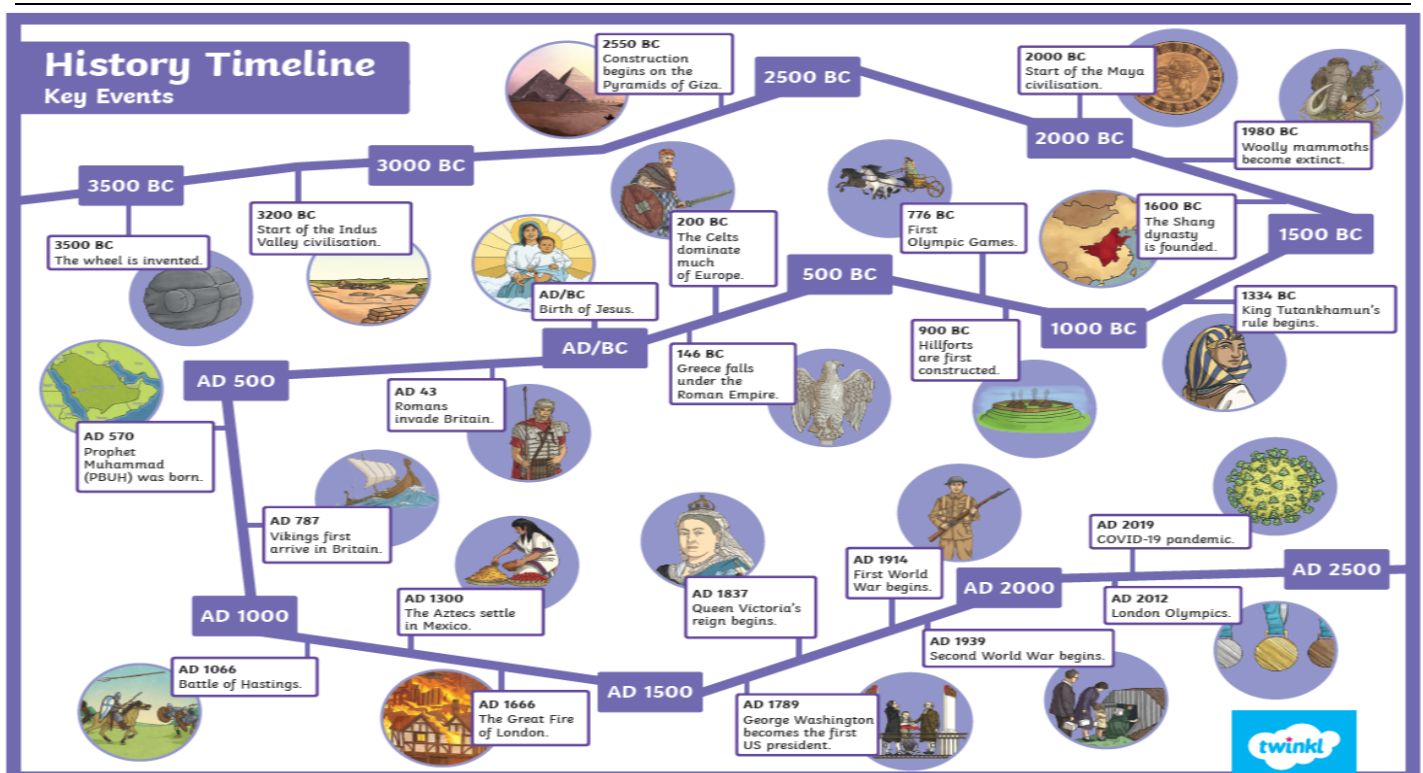 History Timeline
Key Events
3500 BC
3500 BC
The wheel is invented.
3200 BC
Start of the Indus
Valley civilisation.
3000 BC
2550 BC
Construction
begins on the
Pyramids of Giza.
2500 BC
2000 BC
Start of the Maya
civilisation.
2000 BC
1980 BC
Woolly mammoths
become extinct.
1600 BC
The Shang
dynasty
is founded.
1500 BC
1334 BC
King Tutankhamun's
rule begins.
1000 BC
900 BC
Hillforts
are first
constructed.
776 BC
First
Olympic Games.
500 BC
200 BC
The Celts
dominate
much
of Europe.
146 BC
Greece falls
under the
Roman Empire.
AD/BC
Birth of Jesus.
AD/BC
AD 43
Romans
invade Britain.
AD 500
AD 570
Prophet
Muhammad
(PBUH) was born.
AD 787
Vikings first
arrive in Britain.
AD 1000
AD 1066
Battle of Hastings.
AD 1300
The Aztecs settle
in Mexico.
AD 1666
The Great Fire
of London.
AD 1500
AD 1789
George Washington
becomes the first
US president.
AD 1837
Queen Victoria's
reign begins.
AD 1914
First World
War begins.
AD 1939
Second World War begins.
AD 2000
AD 2012
London Olympics.
AD 2019
COVID-19 pandemic.
AD 2500
twinkl